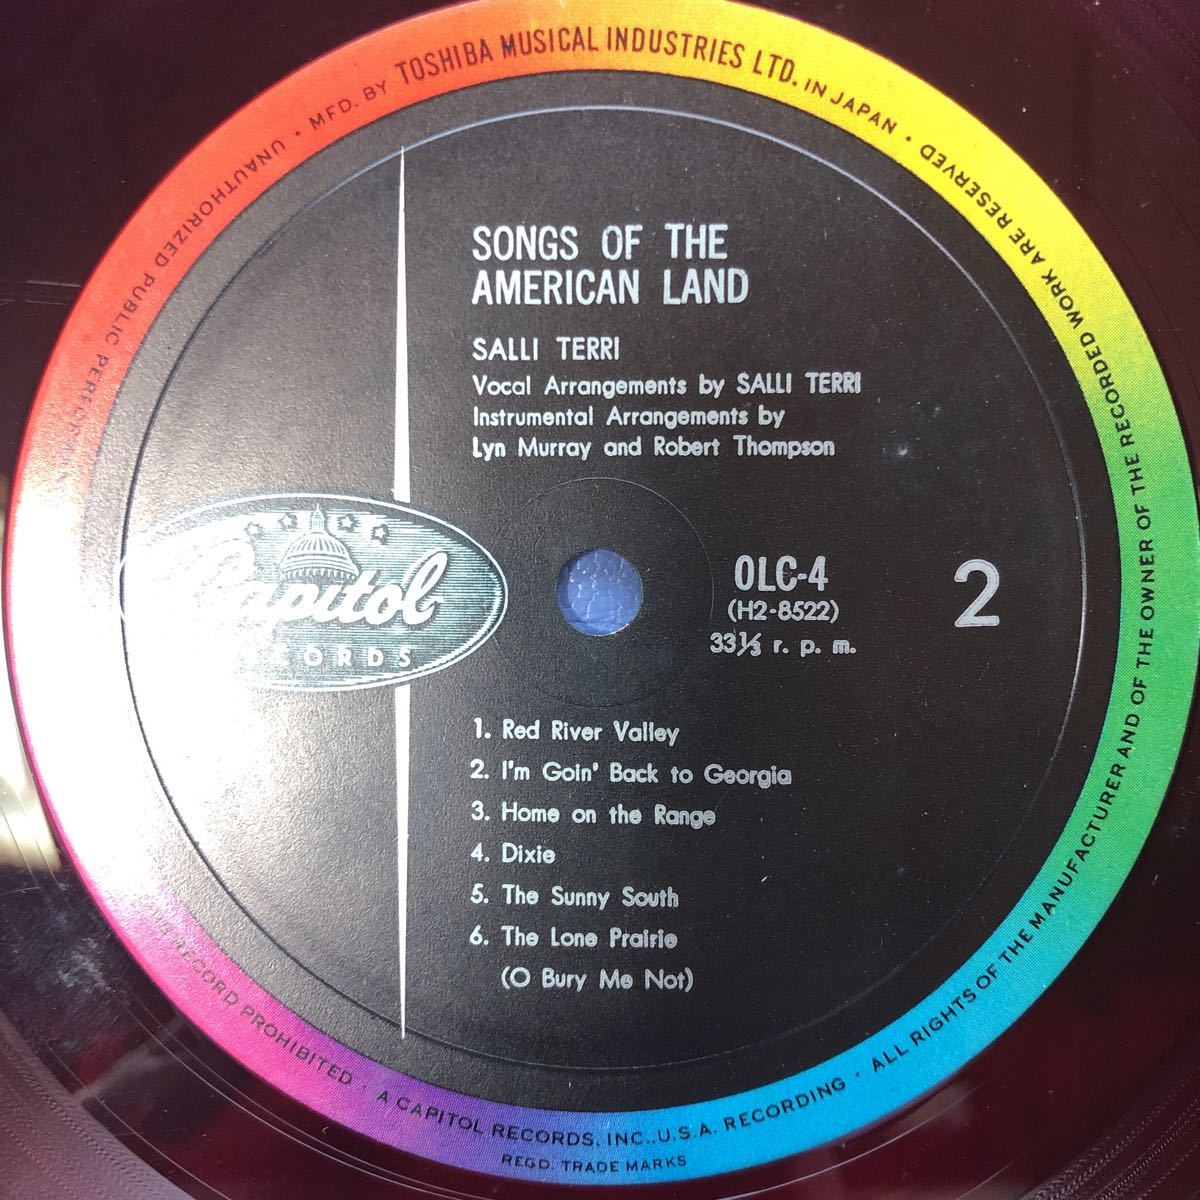 MFD. BY TOSHIBA MUSICAL INDUSTRIES LTD. IN JAPAN · ALL RIGHTS OF THE MANUFACTURER AND OF THE OWNER OF THE RECORDED WORK ARE RESERVED · UNAUTHORIZED PUBLIC
RECORD PROHIBITED · A CAPITOL RECORDS, INC., U.S.A. RECORDING ·
REGD. TRADE MARKS
SONGS OF THE
AMERICAN LAND
SALLI TERRI
Vocal Arrangements by SALLI TERRI
Instrumental Arrangements by
Lyn Murray and Robert Thompson
Capitol
RECORDS
OLC-4
(H2-8522)
33⅓ r. p. m.
2
1. Red River Valley
2. I'm Goin' Back to Georgia
3. Home on the Range
4. Dixie
5. The Sunny South
6. The Lone Prairie
(O Bury Me Not)